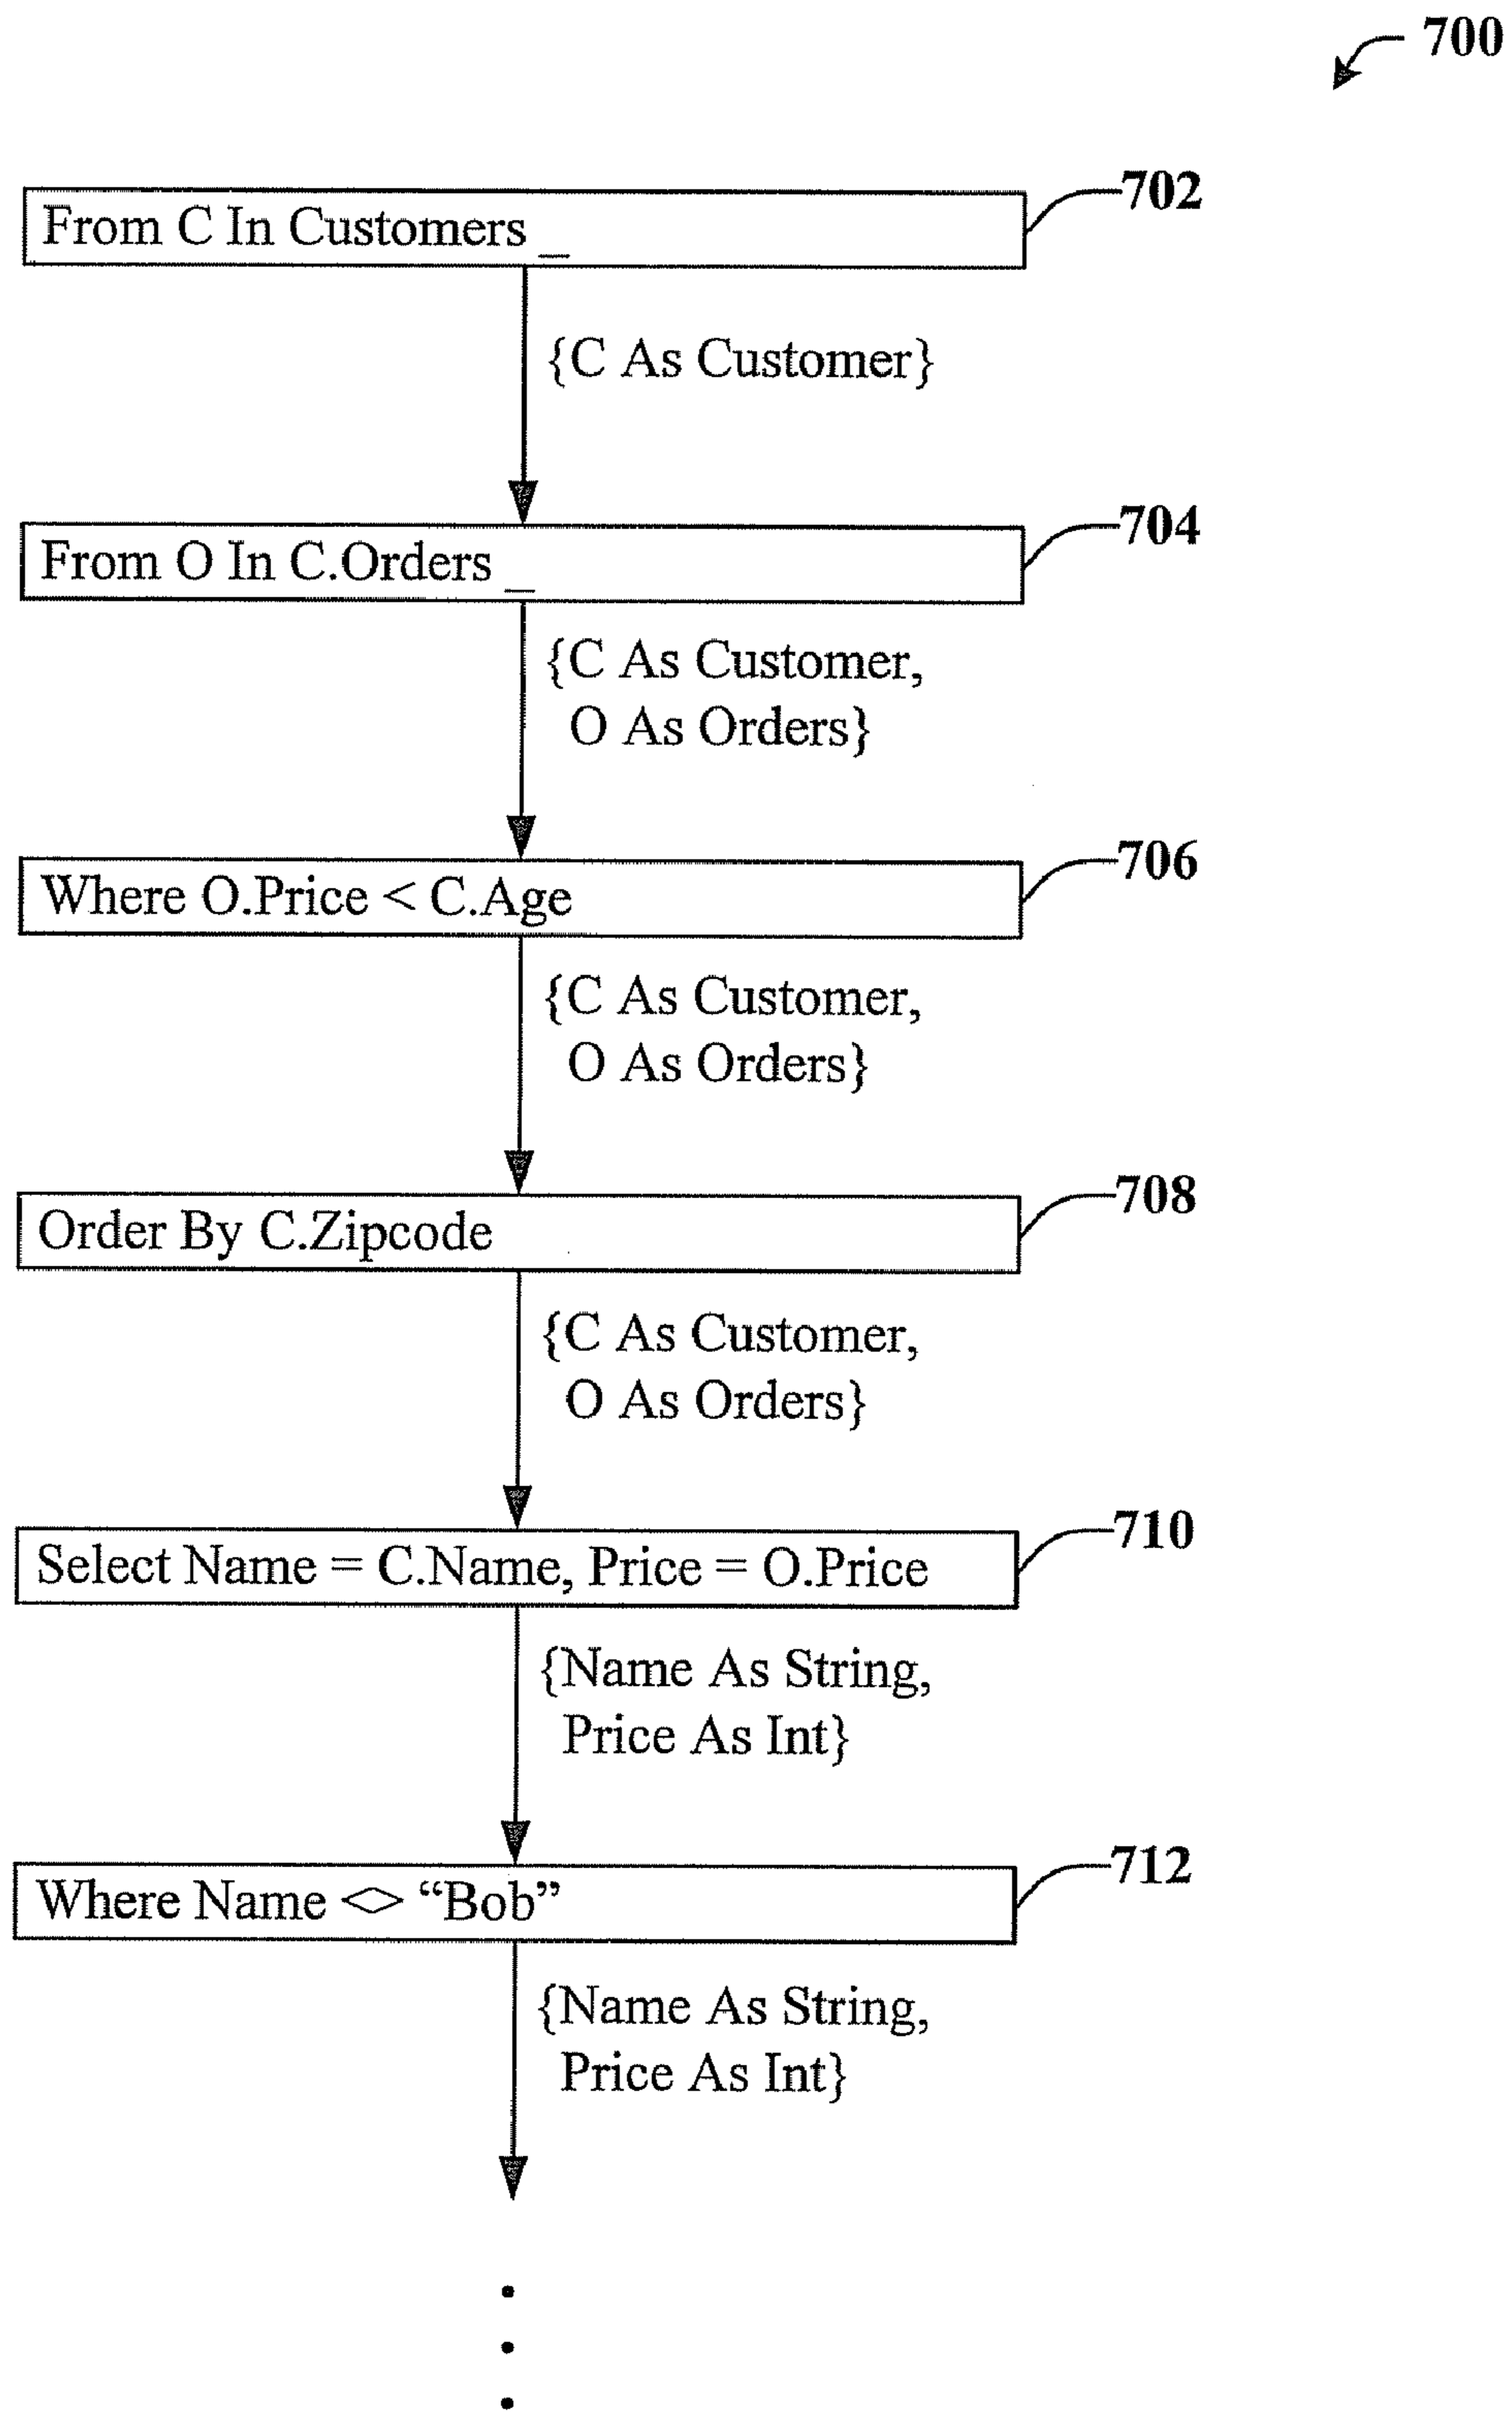 700
702
From C In Customers _
{C As Customer}
704
From O In C.Orders _
{C As Customer,
O As Orders}
706
Where O.Price < C.Age
{C As Customer,
O As Orders}
708
Order By C.Zipcode
{C As Customer,
O As Orders}
710
Select Name = C.Name, Price = O.Price
{Name As String,
Price As Int}
712
Where Name <> “Bob”
{Name As String,
Price As Int}